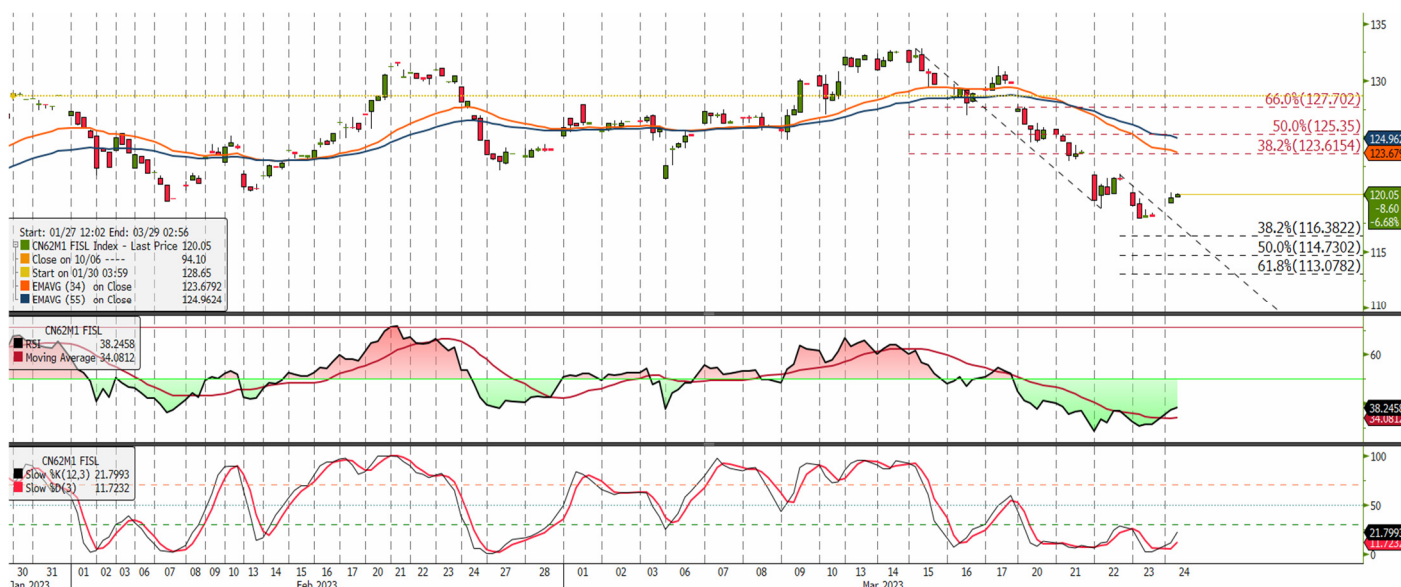 135
130
66.0%(127.702)
50.0%(125.35)
124.962
38.2%(123.6154)
123.679
120.05
-8.60
-6.68%
38.2%(116.3822)
50.0%(114.7302)
115
61.8%(113.0782)
110
Start: 01/27 12:02 End: 03/29 02:56
CN62M1 FISL Index - Last Price 120.05
Close on 10/06 ---- 94.10
Start on 01/30 03:59 128.65
EMAVG (34) on Close 123.6792
EMAVG (55) on Close 124.9624
CN62M1 FISL
RSI 38.2458
Moving Average 34.0812
60
38.2458
34.0812
CN62M1 FISL
Slow %K(12,3) 21.7993
Slow %D(3) 11.7232
100
50
21.7993
11.7232
0
30 31 01 02 03 06 07 08 09 10 13 14 15 16 17 20 21 22 23 24 27 28 01 02 03 06 07 08 09 10 13 14 15 16 17 20 21 22 23 24
Jan 2023 Feb 2023 Mar 2023